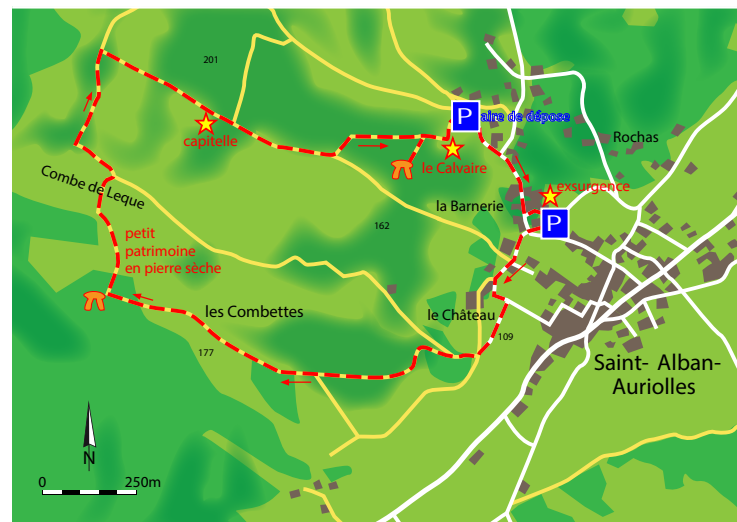 201
P
aire de dépose
capitelle
le Calvaire
Rochas
Combe de Leque
exsurgence
la Barnerie
P
162
petit
patrimoine
en pierre sèche
les Combettes
le Château
109
177
Saint- Alban-
Auriolles
N
0 250m